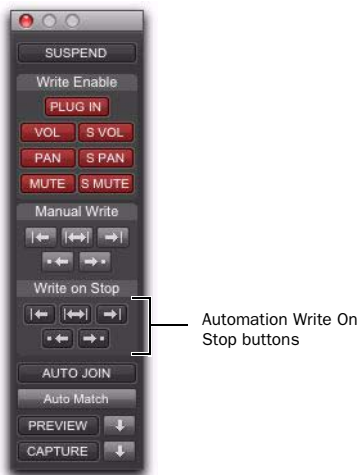 SUSPEND
Write Enable
PLUG IN
VOL S VOL
PAN S PAN
MUTE S MUTE
Manual Write
Write on Stop
Automation Write On
Stop buttons
AUTO JOIN
Auto Match
PREVIEW
CAPTURE